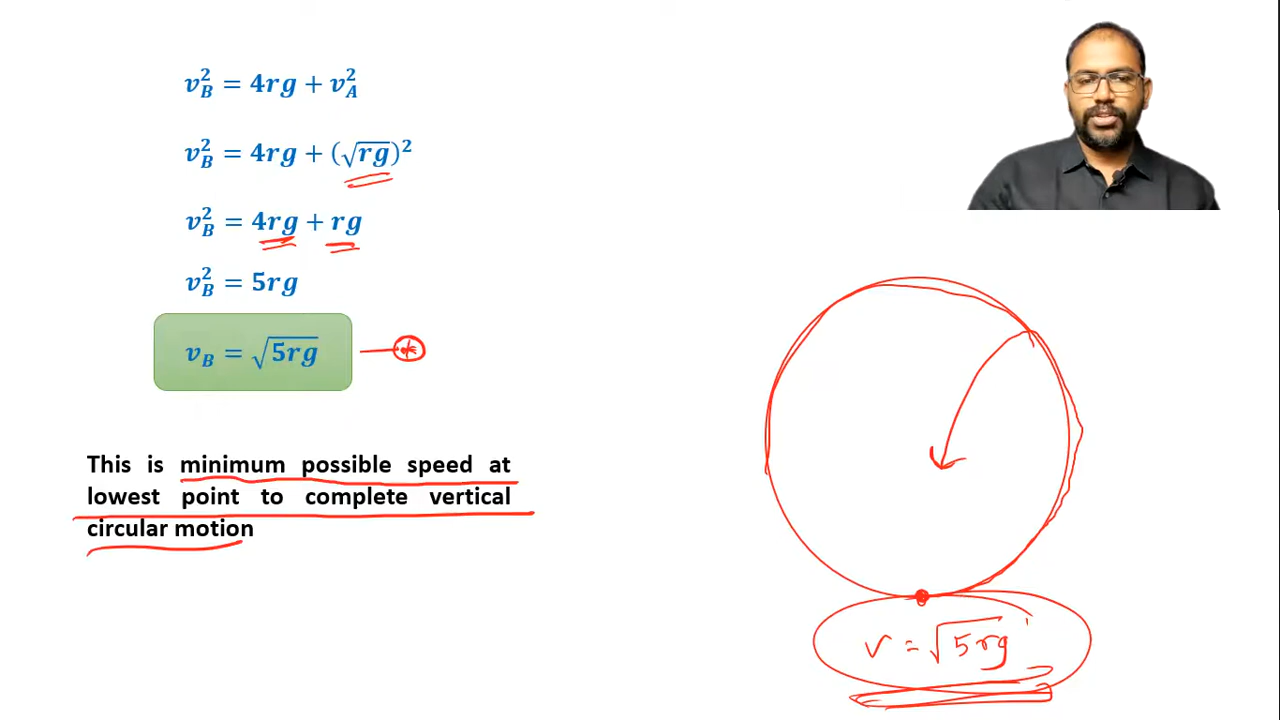 v_B^2 = 4rg + v_A^2
v_B^2 = 4rg + (√rg)^2
v_B^2 = 4rg + rg
v_B^2 = 5rg
v_B = √5rg
This is minimum possible speed at
lowest point to complete vertical
circular motion
v = √5rg